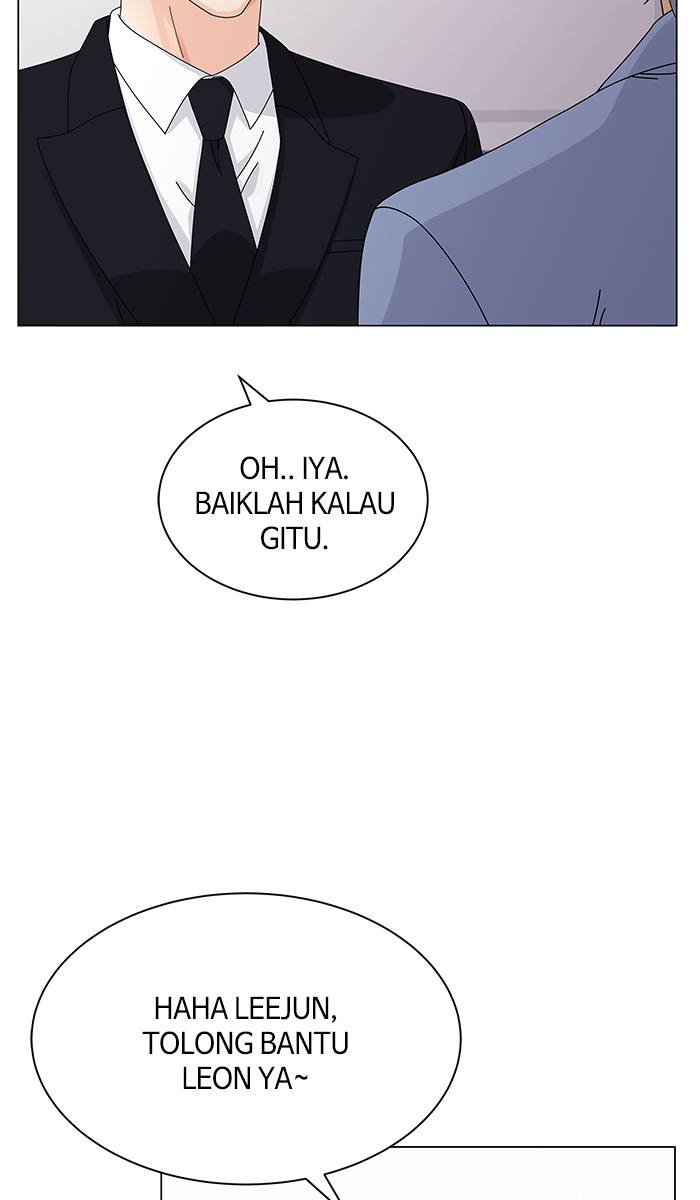 OH.. IYA.
BAIKLAH KALAU
GITU.
HAHA LEEJUN,
TOLONG BANTU
LEON YA~